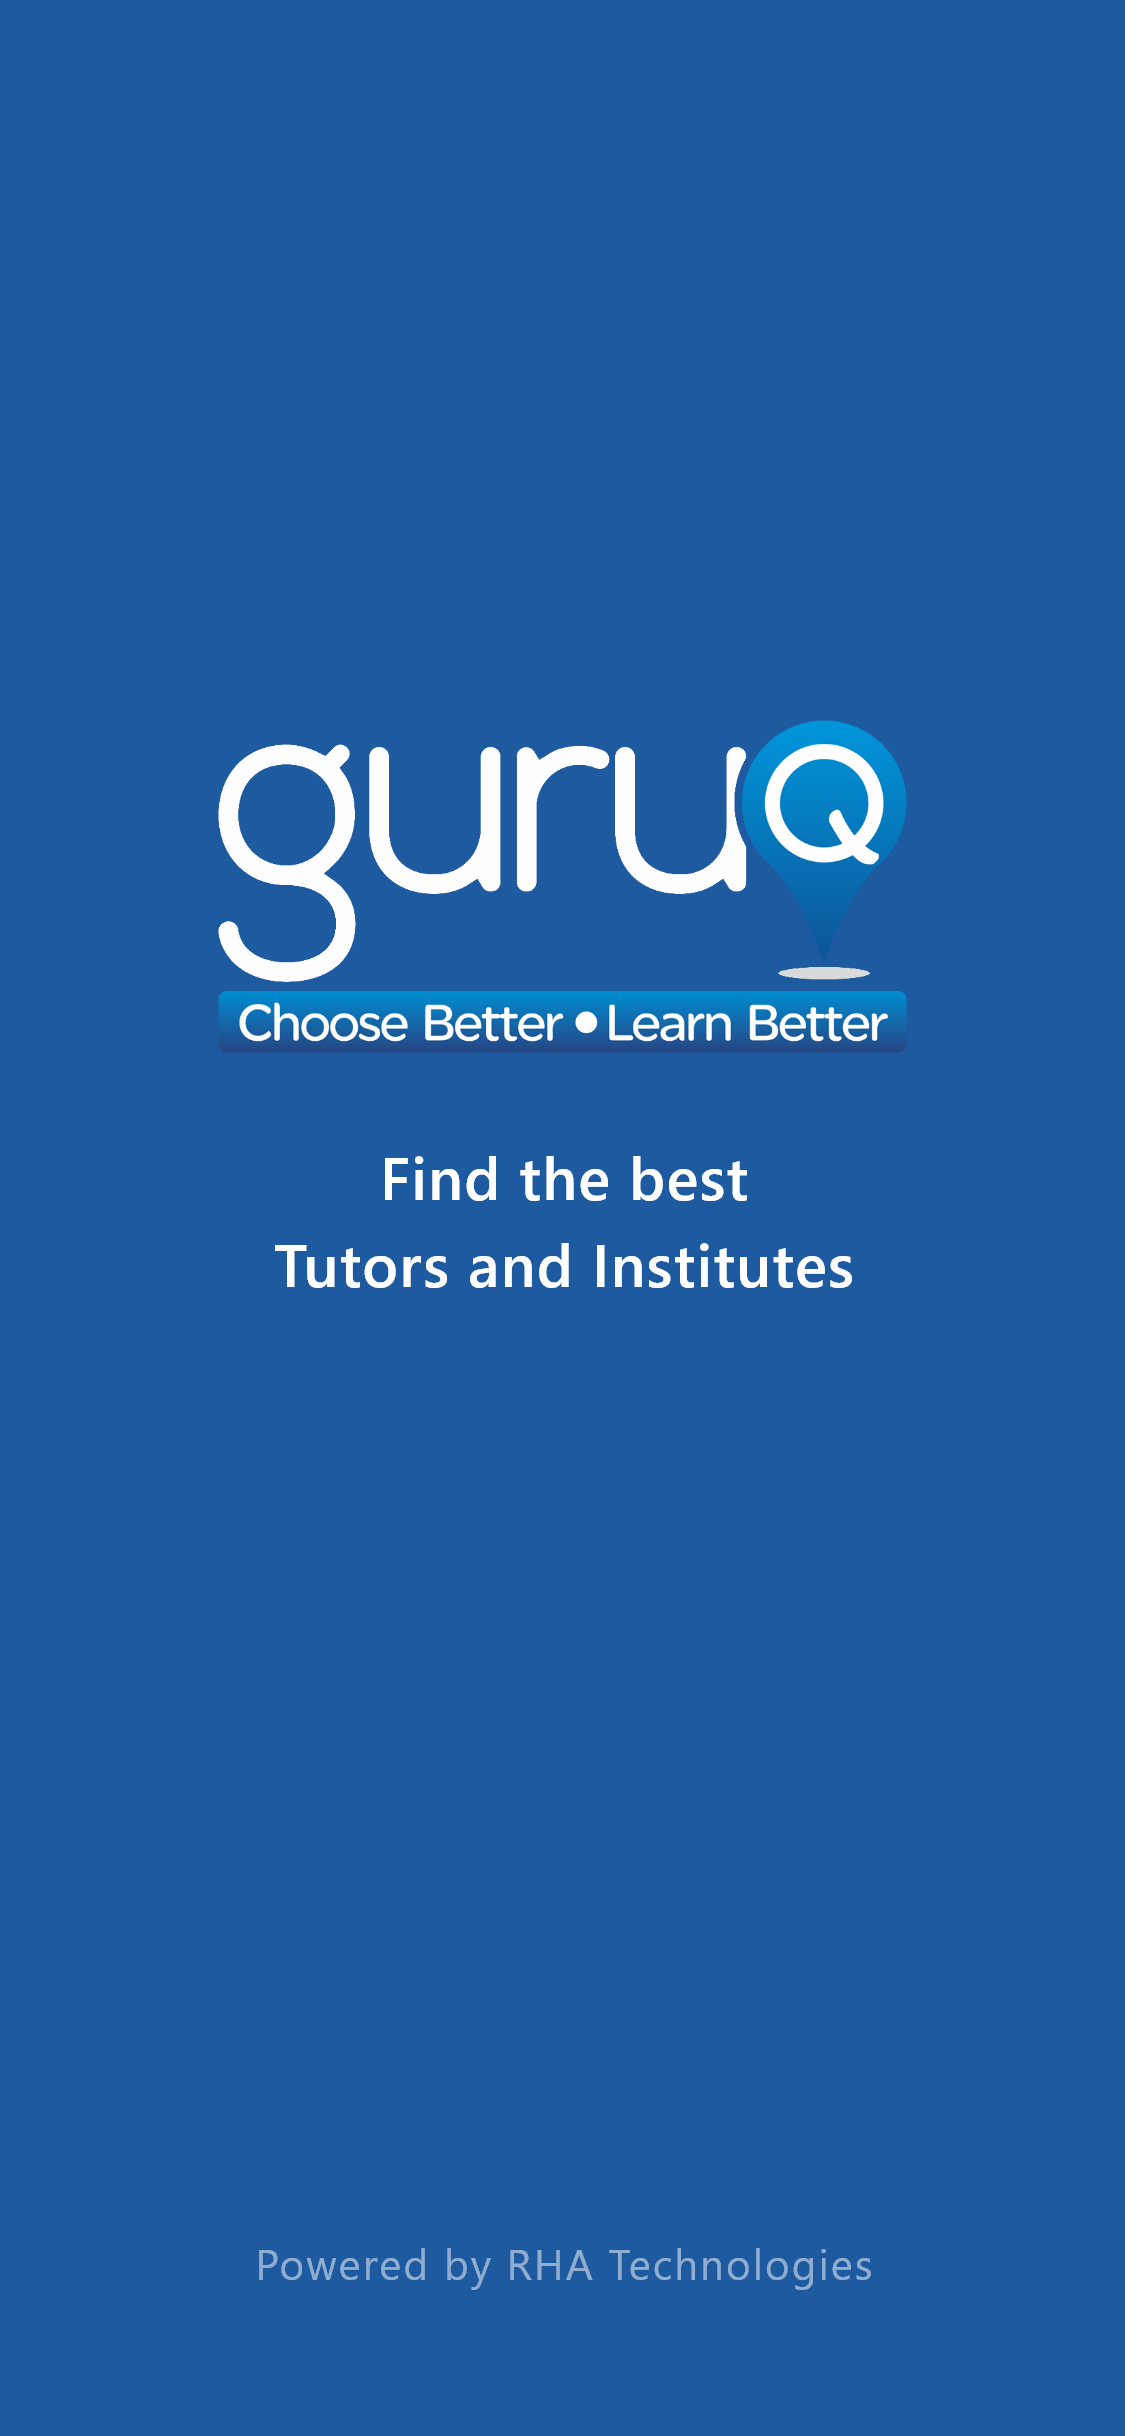 guruQ
Choose Better • Learn Better
Find the best
Tutors and Institutes
Powered by RHA Technologies